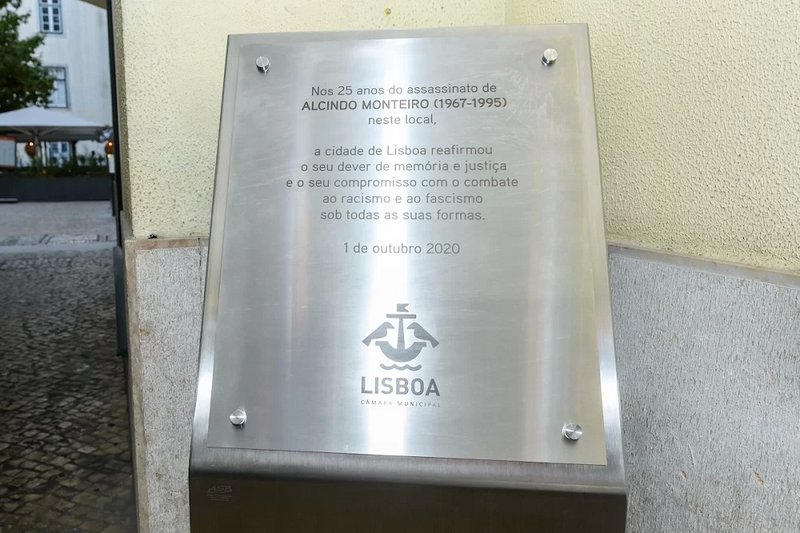 Nos 25 anos do assassinato de
ALCINDO MONTEIRO (1967-1995)
neste local,
a cidade de Lisboa reafirmou
o seu dever de memória e justiça
e o seu compromisso com o combate
ao racismo e ao fascismo
sob todas as suas formas.
1 de outubro 2020
LISBOA
CÂMARA MUNICIPAL